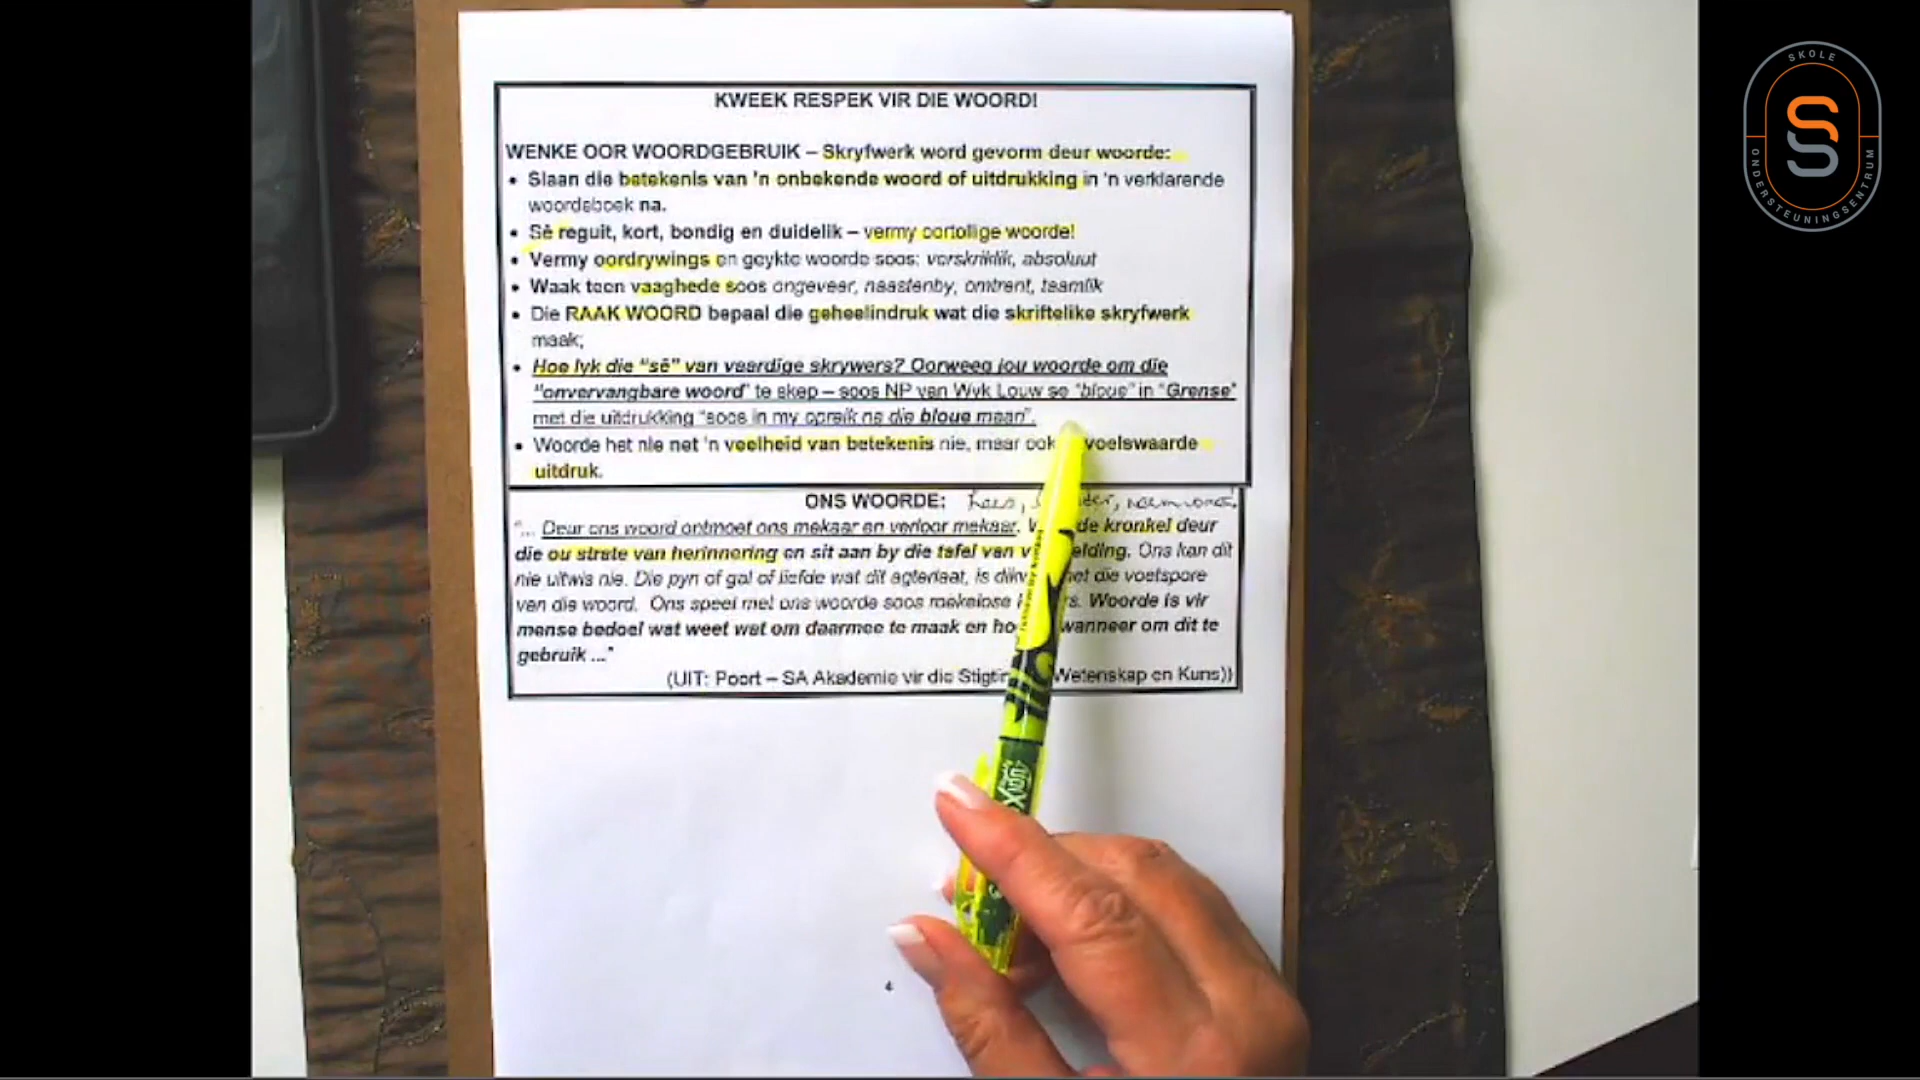 KWEEK RESPEK VIR DIE WOORD!
WENKE OOR WOORDGEBRUIK – Skryfwerk word gevorm deur woorde:
• Slaan die betekenis van 'n onbekende woord of uitdrukking in 'n verklarende
woordeboek na.
• Sê reguit, kort, bondig en duidelik – vermy oortollige woorde!
• Vermy oordrywings en geykte woorde soos: verskriklik, absoluut
• Waak teen vaaghede soos ongeveer, naastenby, omtrent, taamlik
• Die RAAK WOORD bepaal die geheelindruk wat die skriftelike skryfwerk
maak;
• Hoe lyk die "sê" van vaardige skrywers? Oorweeg jou woorde om die
"onvervangbare woord" te skep – soos NP van Wyk Louw se "bloue" in "Grense"
met die uitdrukking "soos in my opreik na die bloue maan".
• Woorde het nie net 'n veelheid van betekenis nie, maar ook voelswaarde
uitdruk.
ONS WOORDE: Lees,
"... Deur ons woord ontmoet ons mekaar en verloor mekaar. de kronkel deur
die ou strate van herinnering en sit aan by die tafel van elding. Ons kan dit
nie uitwis nie. Die pyn of gal of liefde wat dit agterlaat, is die voetspore
van die woord. Ons speel met ons woorde soos Woorde is vir
mense bedoel wat weet wat om daarmee te maak en wanneer om dit te
gebruik ..."
(UIT: Poort – SA Akademie vir die Wetenskap en Kuns))
4
SKOLE
ONDERSTEUNINGSENTRUM